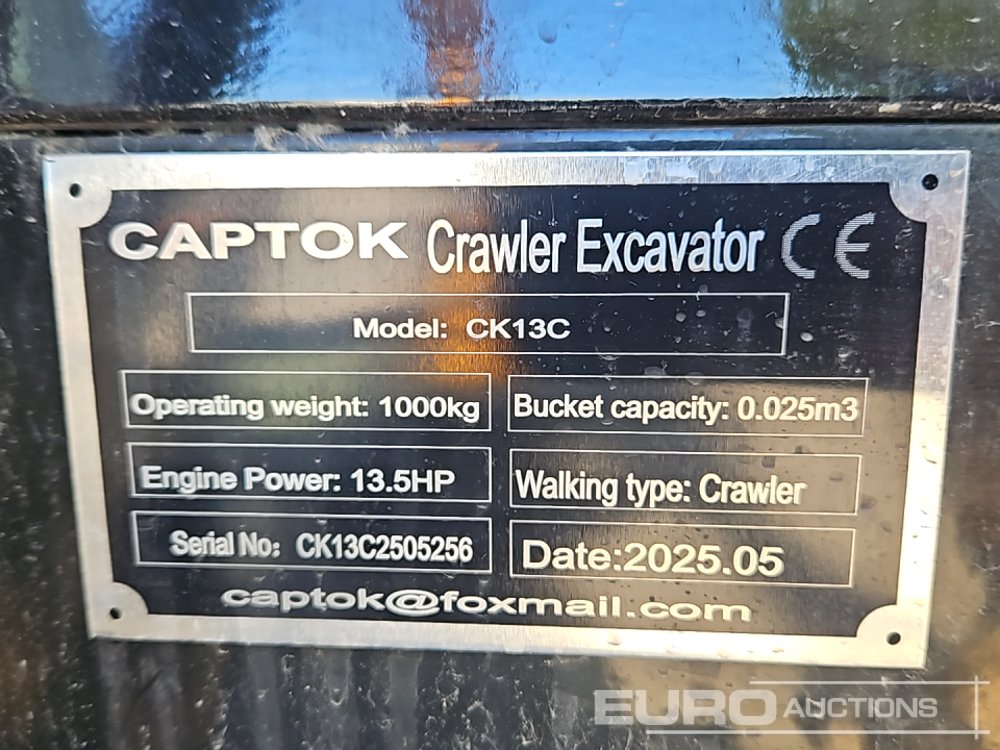 CAPTOK Crawler Excavator CE
Model: CK13C
Operating weight: 1000kg Bucket capacity: 0.025m3
Engine Power: 13.5HP Walking type: Crawler
Serial No: CK13C2505256 Date:2025.05
captok@foxmail.com
EURO AUCTIONS